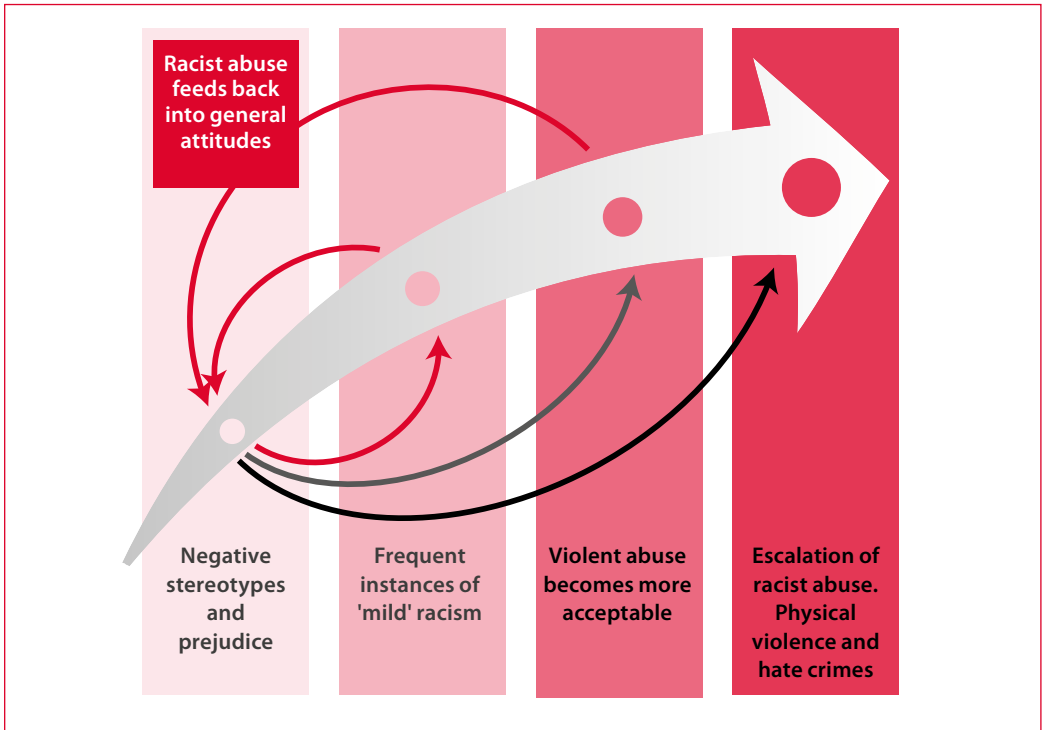 Racist abuse
feeds back
into general
attitudes
Negative
stereotypes
and
prejudice
Frequent
instances of
'mild' racism
Violent abuse
becomes more
acceptable
Escalation of
racist abuse.
Physical
violence and
hate crimes